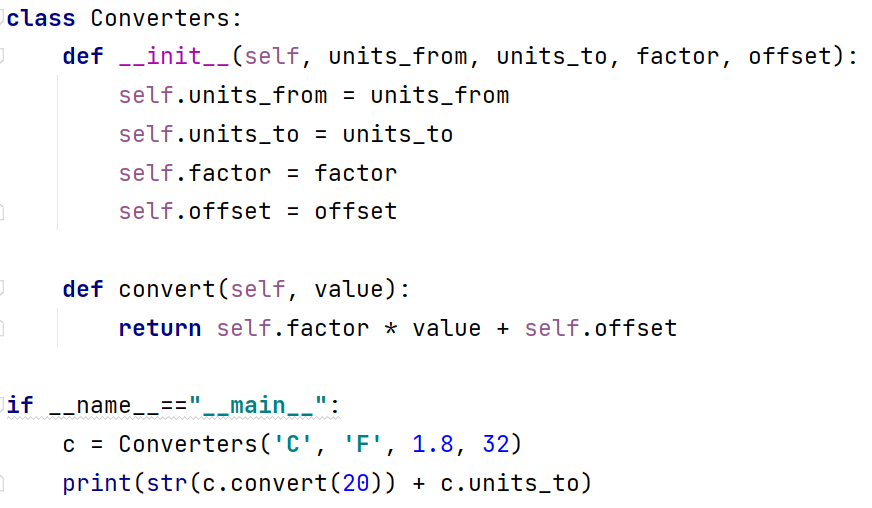 class Converters:
    def __init__(self, units_from, units_to, factor, offset):
        self.units_from = units_from
        self.units_to = units_to
        self.factor = factor
        self.offset = offset

    def convert(self, value):
        return self.factor * value + self.offset

if __name__=="__main__":
    c = Converters('C', 'F', 1.8, 32)
    print(str(c.convert(20)) + c.units_to)